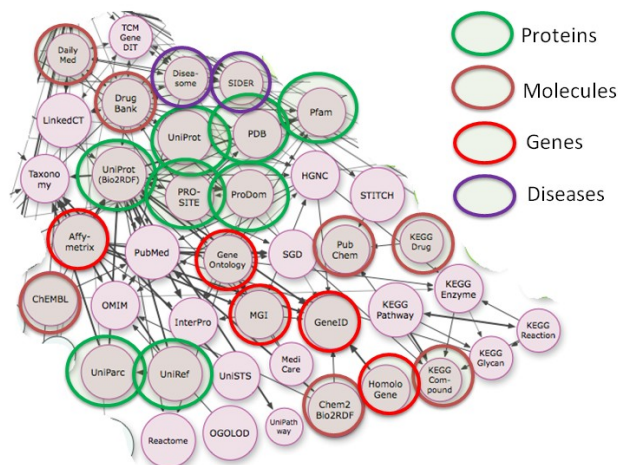 Daily
Med
TCM
Gene
DIT
Disea-
some
SIDER
Drug
Bank
LinkedCT
UniProt
PDB
Pfam
Taxono
my
UniProt
(Bio2RDF)
PRO-
SITE
ProDom
HGNC
STITCH
Affy-
metrix
PubMed
Gene
Ontology
SGD
Pub
Chem
KEGG
Drug
ChEMBL
OMIM
InterPro
MGI
GeneID
KEGG
Pathway
KEGG
Enzyme
KEGG
Reaction
UniParc
UniRef
UniSTS
Medi
Care
KEGG
Glycan
Chem2
Bio2RDF
Homolo
Gene
KEGG
Com-
pound
Reactome
OGOLOD
UniPath
way
Proteins
Molecules
Genes
Diseases